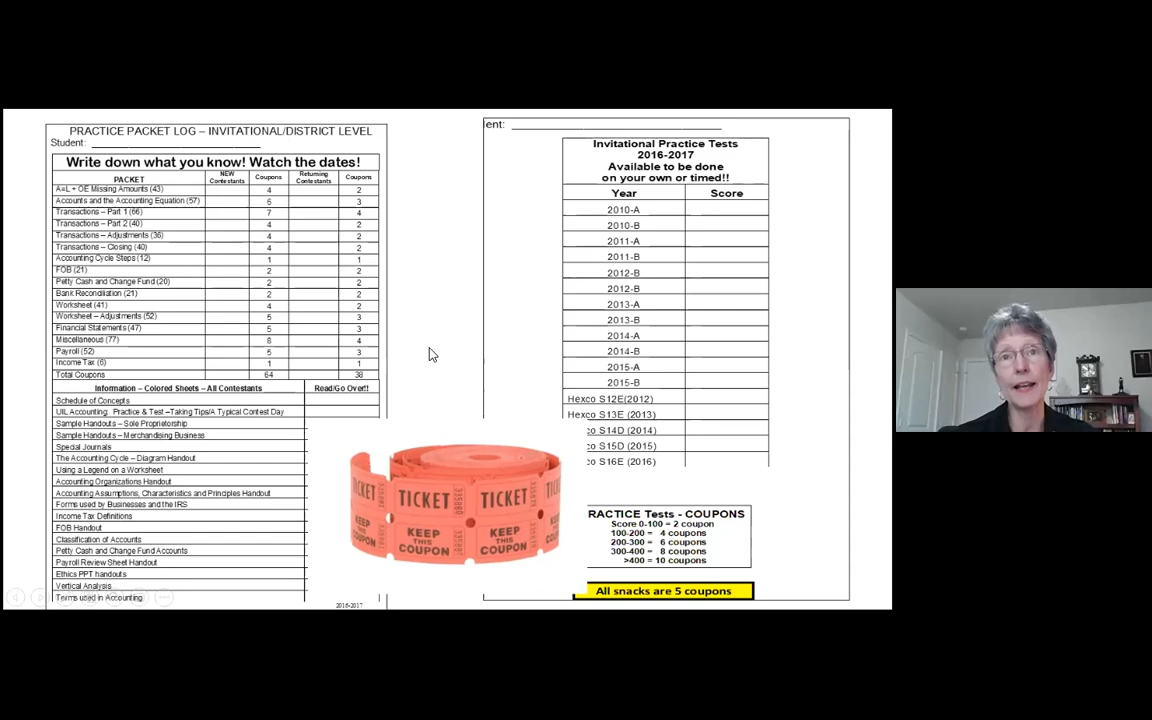 PRACTICE PACKET LOG – INVITATIONAL/DISTRICT LEVEL
Student:
Write down what you know! Watch the dates!
PACKET NEW Contestants Coupons Returning Contestants Coupons
A=L + OE Missing Amounts (43) 4 2
Accounts and the Accounting Equation (57) 6 3
Transactions – Part 1 (66) 7 4
Transactions – Part 2 (40) 4 2
Transactions – Adjustments (36) 4 2
Transactions – Closing (40) 4 2
Accounting Cycle Steps (12) 1 1
FOB (21) 2 2
Petty Cash and Change Fund (20) 2 2
Bank Reconciliation (21) 2 2
Worksheet (41) 4 2
Worksheet – Adjustments (52) 5 3
Financial Statements (47) 5 3
Miscellaneous (77) 8 4
Payroll (52) 5 3
Income Tax (6) 1 1
Total Coupons 64 38
Information – Colored Sheets – All Contestants Read/Go Over!!
Schedule of Concepts
UIL Accounting: Practice & Test –Taking Tips/A Typical Contest Day
Sample Handouts – Sole Proprietorship
Sample Handouts – Merchandising Business
Special Journals
The Accounting Cycle – Diagram Handout
Using a Legend on a Worksheet
Accounting Organizations Handout
Accounting Assumptions, Characteristics and Principles Handout
Forms used by Businesses and the IRS
Income Tax Definitions
FOB Handout
Classification of Accounts
Petty Cash and Change Fund Accounts
Payroll Review Sheet Handout
Ethics PPT handouts
Vertical Analysis
Terms used in Accounting
2016-2017
TICKET TICKET TICKET
KEEP THIS COUPON KEEP THIS COUPON KEEP THIS COUPON
ent:
Invitational Practice Tests
2016-2017
Available to be done
on your own or timed!!
Year Score
2010-A
2010-B
2011-A
2011-B
2012-B
2012-B
2013-A
2013-B
2014-A
2014-B
2015-A
2015-B
Hexco S12E(2012)
Hexco S13E (2013)
co S14D (2014)
co S15D (2015)
co S16E (2016)
RACTICE Tests - COUPONS
Score 0-100 = 2 coupon
100-200 = 4 coupons
200-300 = 6 coupons
300-400 = 8 coupons
>400 = 10 coupons
All snacks are 5 coupons